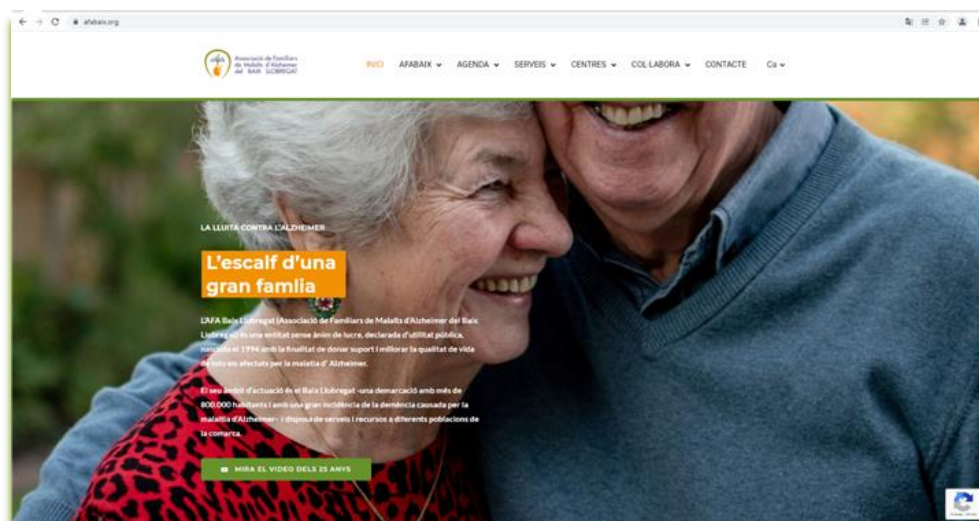 afabaix.org
Associació de Familiars
de Malalts d'Alzheimer
del BAIX LLOBREGAT
INICI AFABAIX AGENDA SERVEIS CENTRES COL·LABORA CONTACTE Ca
LA LLUITA CONTRA L'ALZHEIMER
L'escalf d'una
gran famlia
L'AFA Baix Llobregat (Associació de Familiars de Malalts d'Alzheimer del Baix
Llobregat) és una entitat sense ànim de lucre, declarada d'utilitat pública,
nascuda el 1994 amb la finalitat de donar suport i millorar la qualitat de vida
de tots els afectats per la malatia d' Alzheimer.
El seu àmbit d'actuació és el Baix Llobregat -una demarcació amb més de
800.000 habitants i amb una gran incidència de la demència causada per la
malaltia d'Alzheimer- i disposa de serveis i recursos a diferents poblacions de
la comarca.
MIRA EL VIDEO DELS 25 ANYS